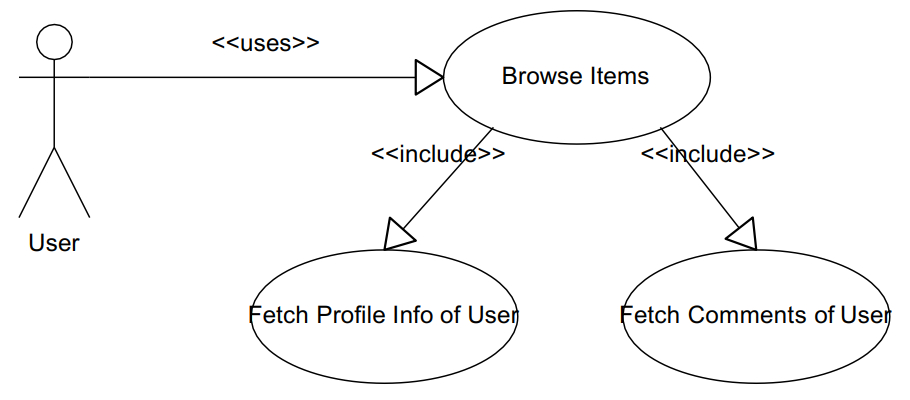 <<uses>>
Browse Items
<<include>>
<<include>>
User
Fetch Profile Info of User
Fetch Comments of User